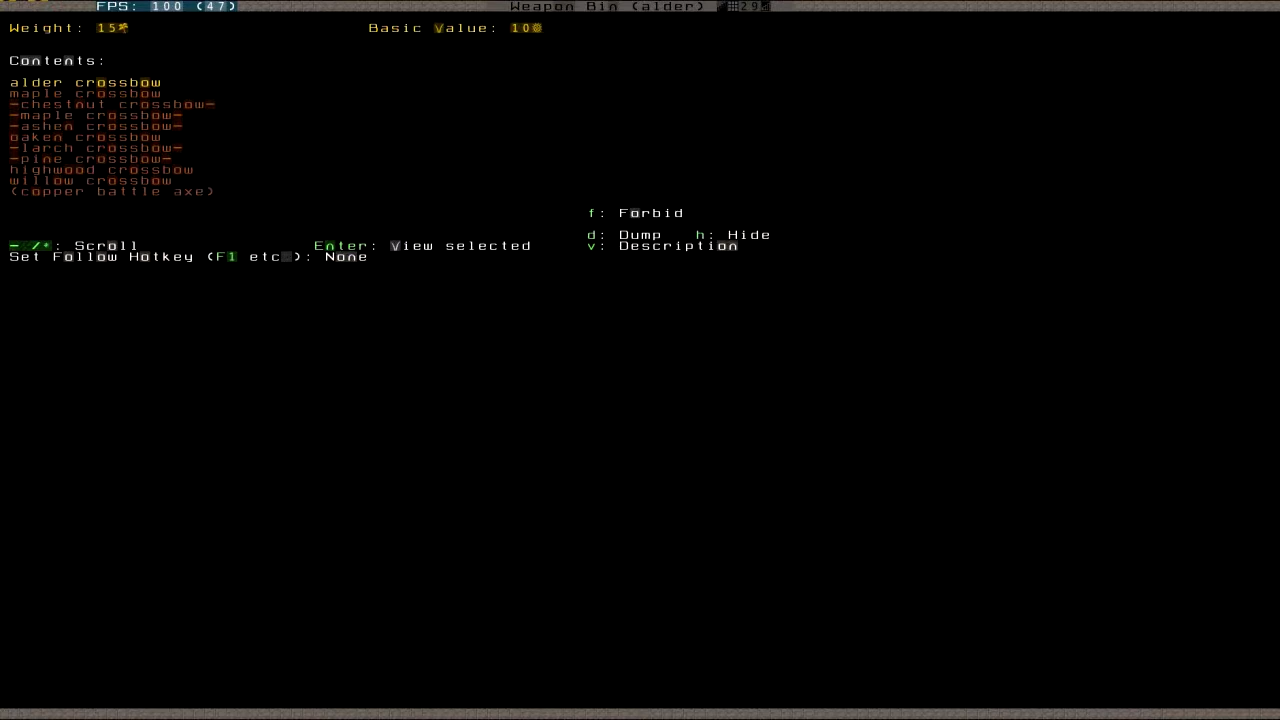 FPS: 100 (47)
Weapon Bin (alder)
Weight: 15
Basic Value: 10☼
Contents:
alder crossbow
maple crossbow
-chestnut crossbow-
-maple crossbow-
-ashen crossbow-
oaken crossbow
-larch crossbow-
-pine crossbow-
highwood crossbow
willow crossbow
(copper battle axe)
f: Forbid
d: Dump h: Hide
- /*: Scroll Enter: View selected v: Description
Set Follow Hotkey (F1 etc.): None